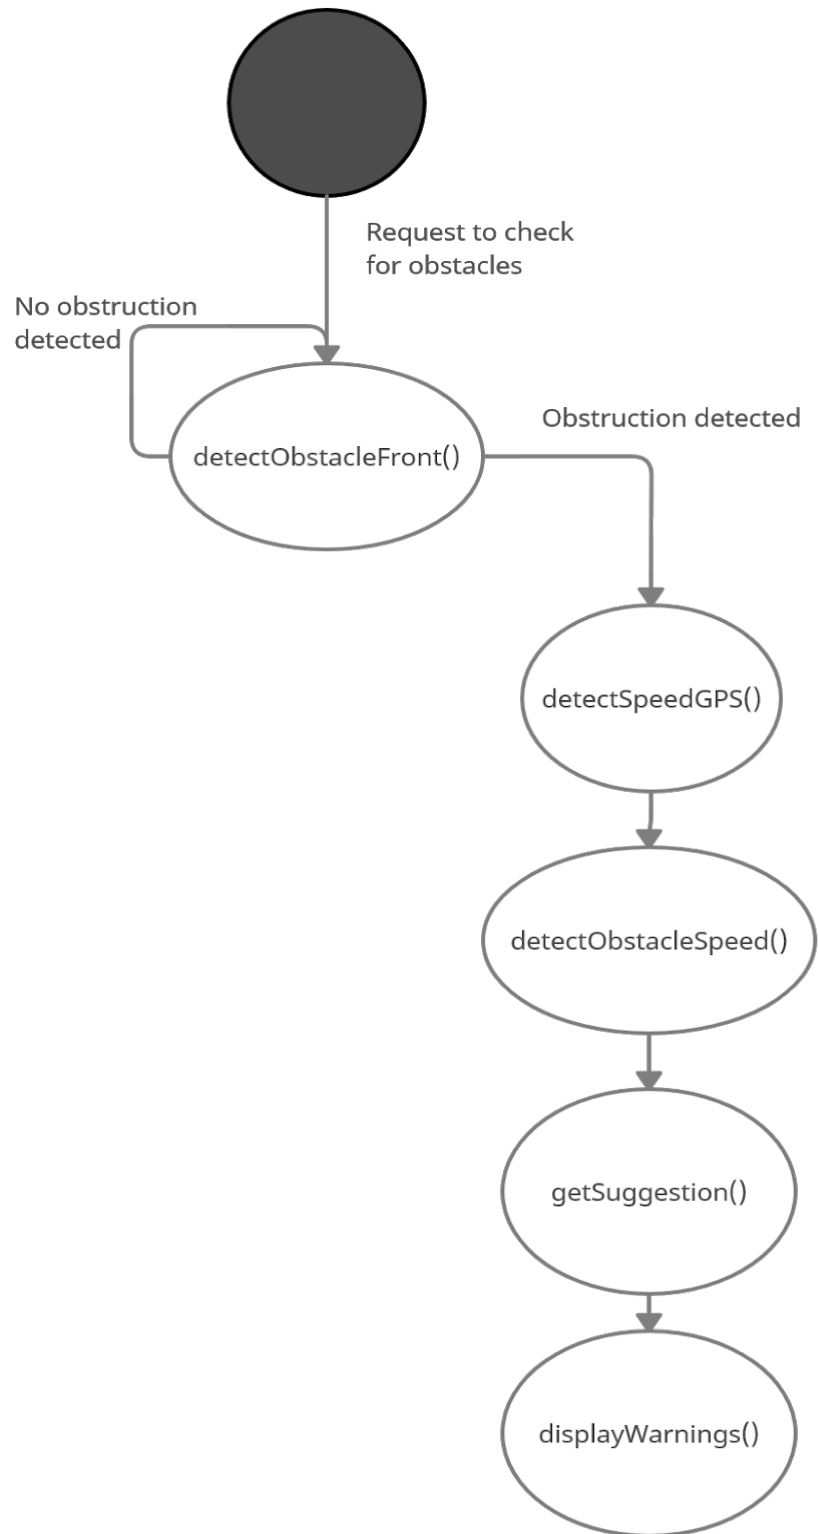 Request to check
for obstacles
No obstruction
detected
detectObstacleFront()
Obstruction detected
detectSpeedGPS()
detectObstacleSpeed()
getSuggestion()
displayWarnings()